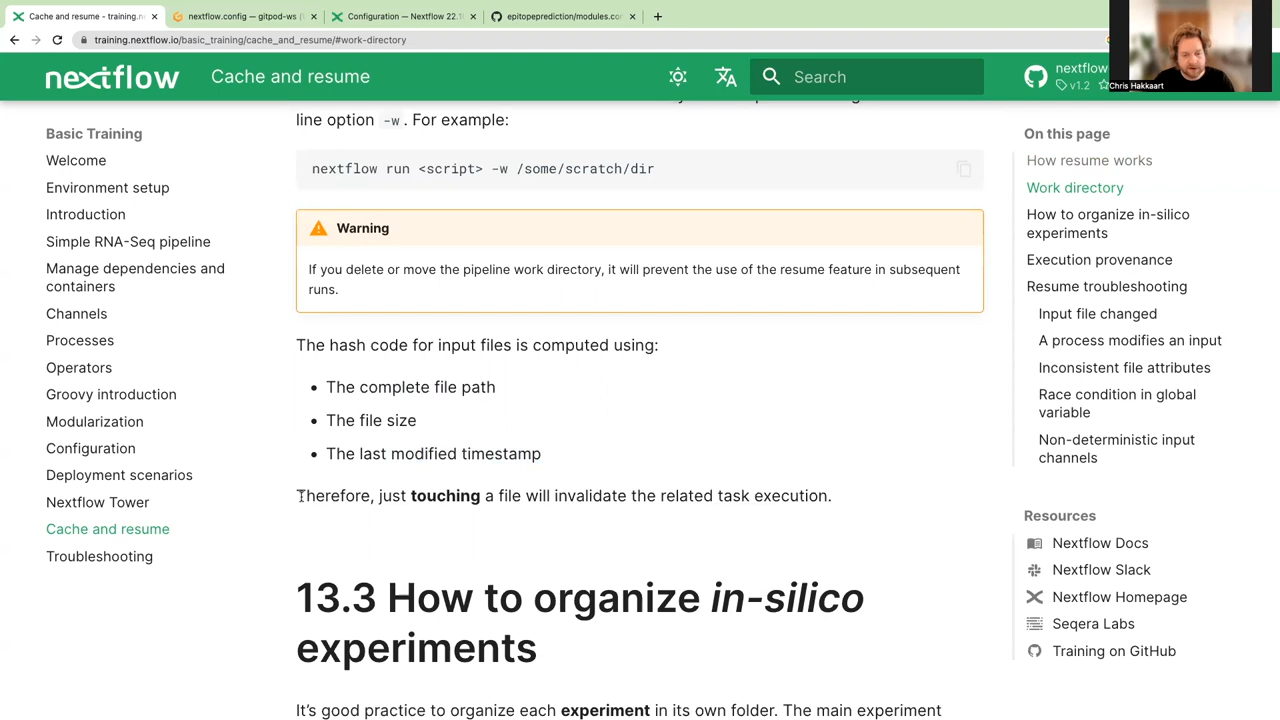 Cache and resume - training.ne
nextflow.config — gitpod-ws (
Configuration — Nextflow 22.1
epitopeprediction/modules.con
training.nextflow.io/basic_training/cache_and_resume/#work-directory
nextflow
Cache and resume
Search
nextflow
v1.2
Chris Hakkaart
Basic Training
Welcome
Environment setup
Introduction
Simple RNA-Seq pipeline
Manage dependencies and
containers
Channels
Processes
Operators
Groovy introduction
Modularization
Configuration
Deployment scenarios
Nextflow Tower
Cache and resume
Troubleshooting
line option -w . For example:
nextflow run <script> -w /some/scratch/dir
Warning
If you delete or move the pipeline work directory, it will prevent the use of the resume feature in subsequent
runs.
The hash code for input files is computed using:
• The complete file path
• The file size
• The last modified timestamp
Therefore, just touching a file will invalidate the related task execution.
13.3 How to organize in-silico
experiments
It's good practice to organize each experiment in its own folder. The main experiment
On this page
How resume works
Work directory
How to organize in-silico
experiments
Execution provenance
Resume troubleshooting
Input file changed
A process modifies an input
Inconsistent file attributes
Race condition in global
variable
Non-deterministic input
channels
Resources
Nextflow Docs
Nextflow Slack
Nextflow Homepage
Seqera Labs
Training on GitHub